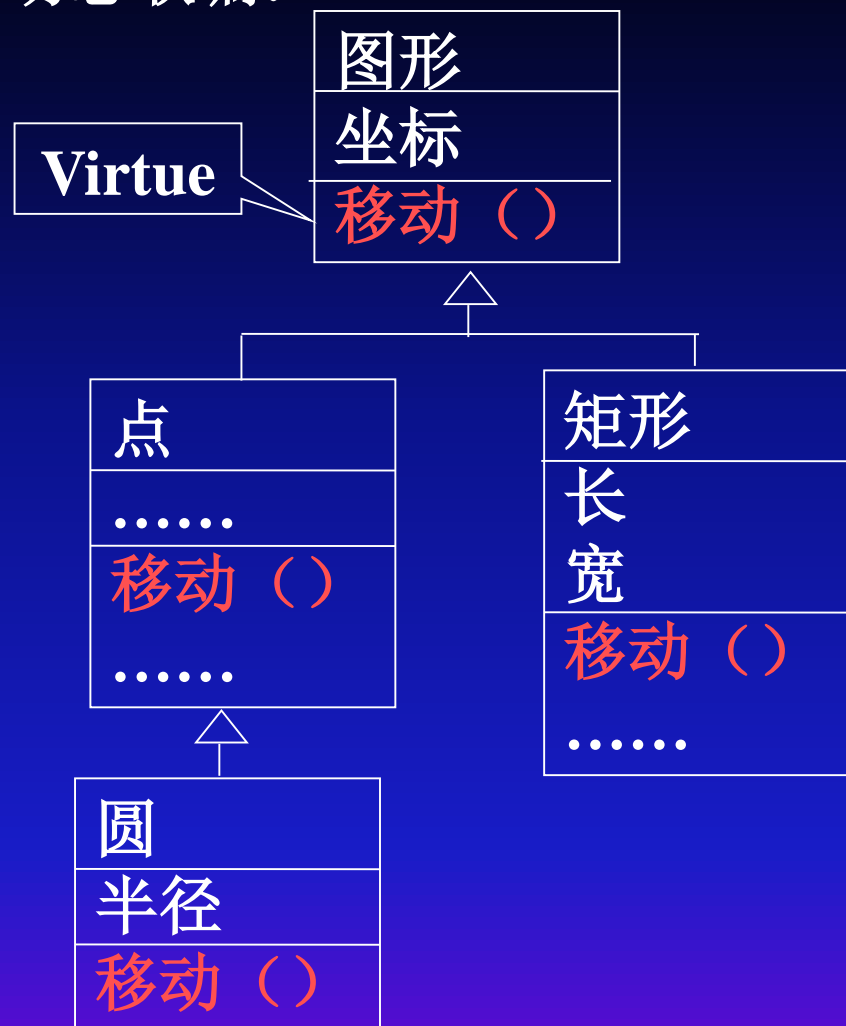 图形
坐标
Virtue
移动（）
点
……
移动（）
……
矩形
长
宽
移动（）
……
圆
半径
移动（）